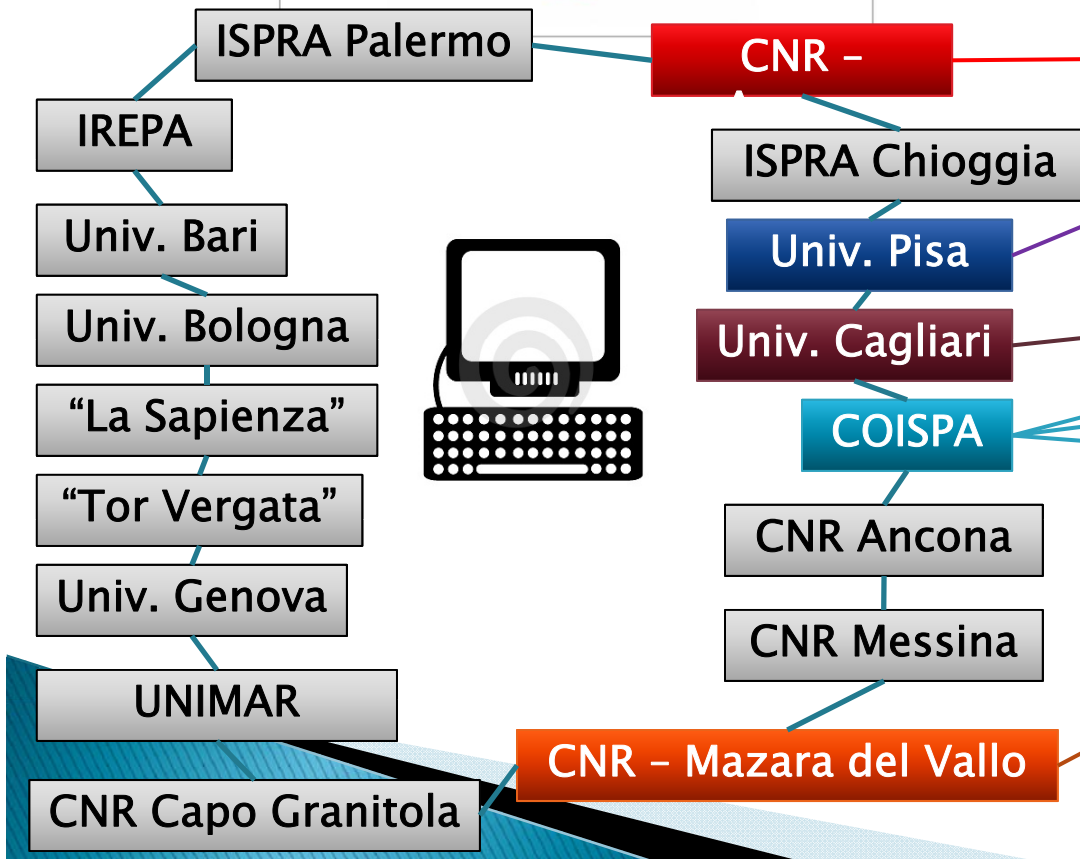 ISPRA Palermo
CNR –
IREPA
ISPRA Chioggia
Univ. Bari
Univ. Pisa
Univ. Bologna
Univ. Cagliari
“La Sapienza”
COISPA
“Tor Vergata”
CNR Ancona
Univ. Genova
CNR Messina
UNIMAR
CNR – Mazara del Vallo
CNR Capo Granitola